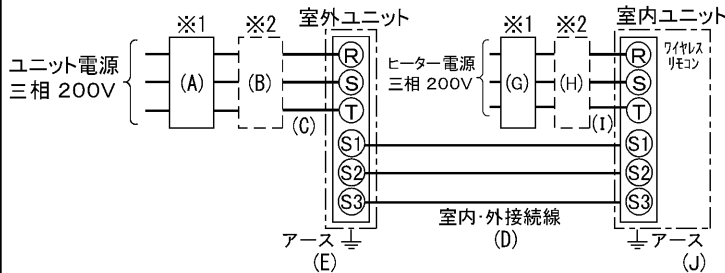 室外ユニット
室内ユニット
※1 ※2
※1 ※2
ユニット電源
三相 200V
(A)
(B)
(C)
R
S
T
S1
S2
S3
ヒーター電源
三相 200V
(G)
(H)
(I)
R
S
T
S1
S2
S3
ワイヤレス
リモコン
室内・外接続線
(D)
アース
(E)
アース
(J)